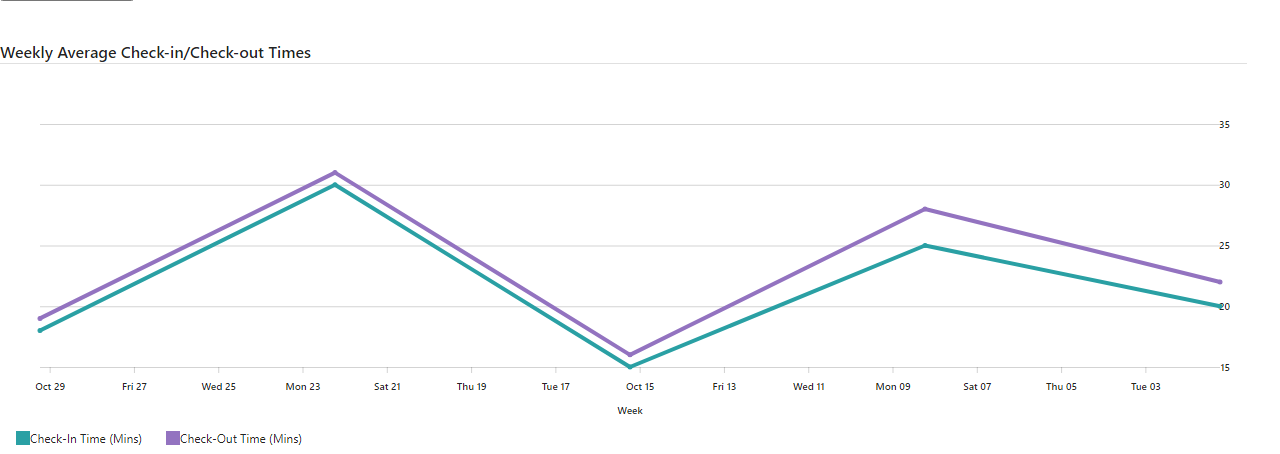 Weekly Average Check-in/Check-out Times
35
30
25
20
15
Oct 29 Fri 27 Wed 25 Mon 23 Sat 21 Thu 19 Tue 17 Oct 15 Fri 13 Wed 11 Mon 09 Sat 07 Thu 05 Tue 03
Week
Check-In Time (Mins) Check-Out Time (Mins)